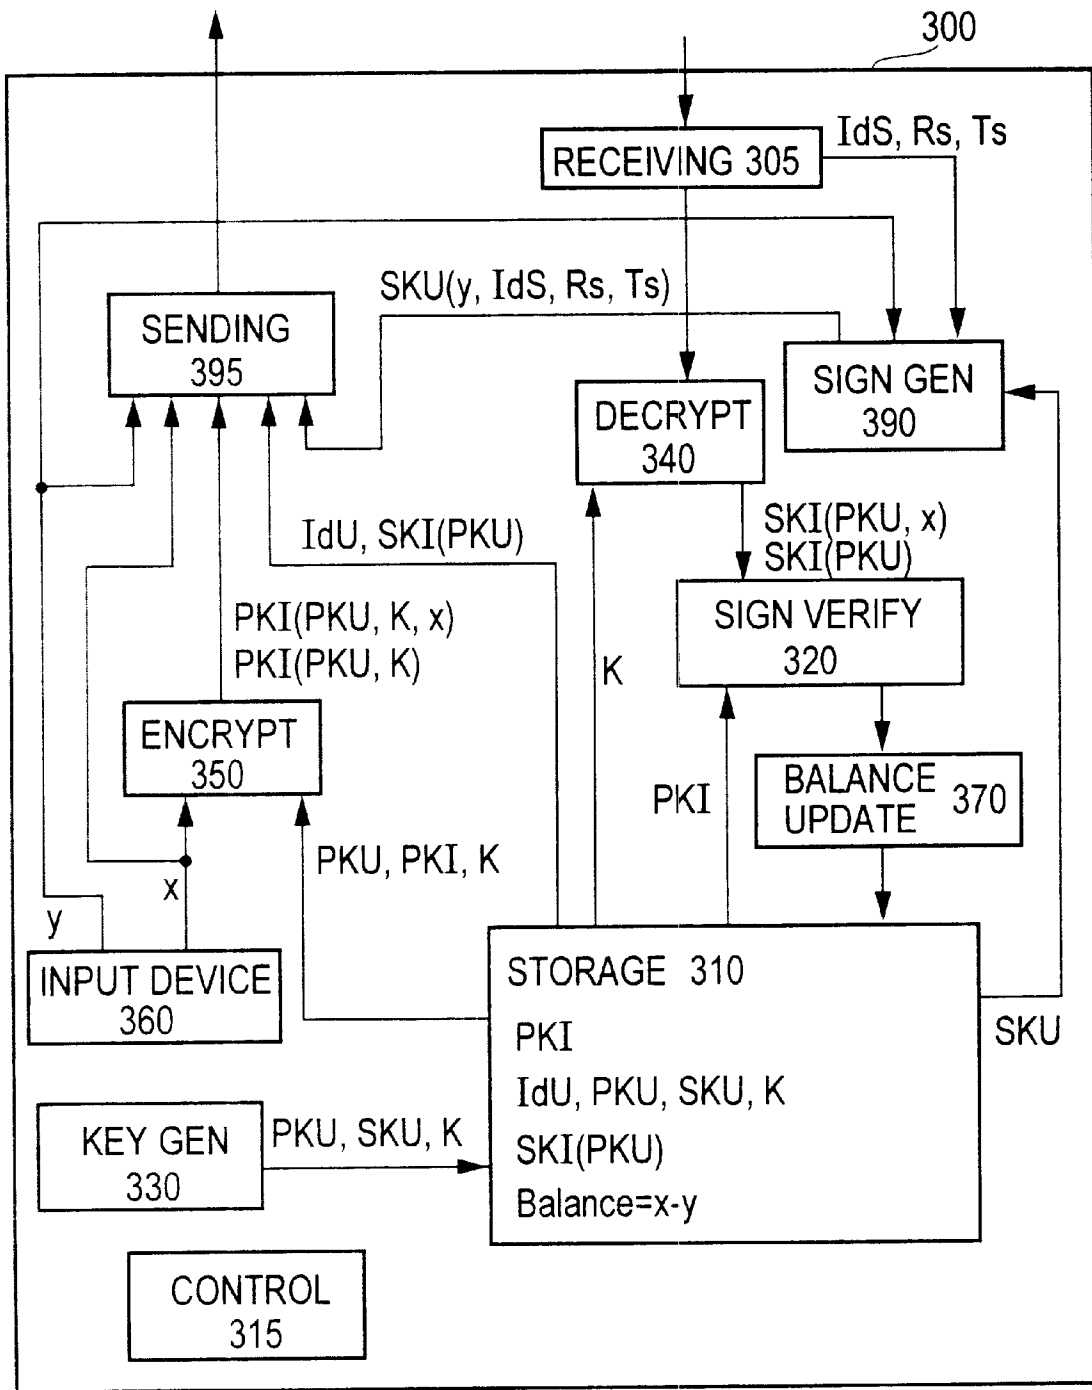 300
RECEIVING 305
IdS, Rs, Ts
SKU(y, IdS, Rs, Ts)
SENDING
395
SIGN GEN
390
DECRYPT
340
SKI(PKU, x)
SKI(PKU)
IdU, SKI(PKU)
SIGN VERIFY
320
PKI(PKU, K, x)
PKI(PKU, K)
K
ENCRYPT
350
BALANCE
UPDATE
370
PKI
PKU, PKI, K
x
y
INPUT DEVICE
360
STORAGE 310
PKI
IdU, PKU, SKU, K
SKI(PKU)
Balance=x-y
SKU
KEY GEN
330
PKU, SKU, K
CONTROL
315